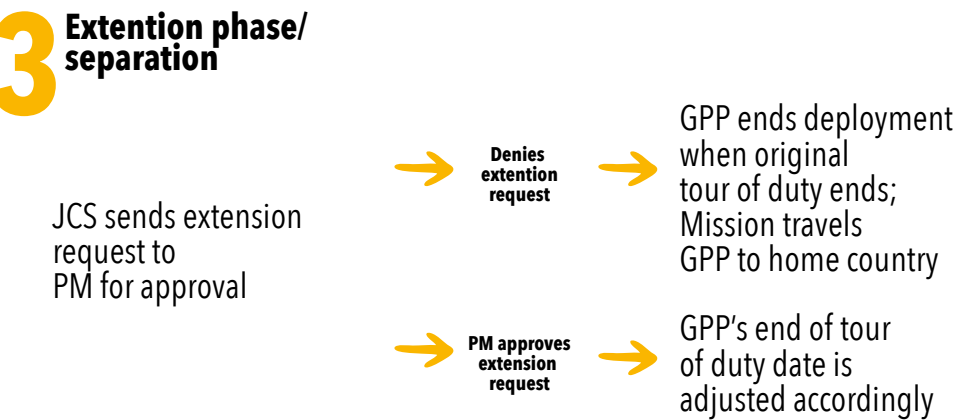 3
Extention phase/
separation
JCS sends extension
request to
PM for approval
Denies
extention
request
GPP ends deployment
when original
tour of duty ends;
Mission travels
GPP to home country
PM approves
extension
request
GPP's end of tour
of duty date is
adjusted accordingly